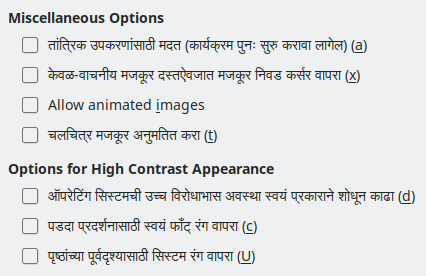 Miscellaneous Options
तांत्रिक उपकरणांसाठी मदत (कार्यक्रम पुनः सुरु करावा लागेल) (a)
केवळ-वाचनीय मजकूर दस्तऐवजात मजकूर निवड कर्सर वापरा (x)
Allow animated images
चलचित्र मजकूर अनुमतित करा (t)
Options for High Contrast Appearance
ऑपरेटिंग सिस्टमची उच्च विरोधाभास अवस्था स्वयं प्रकाराने शोधून काढा (d)
पडदा प्रदर्शनासाठी स्वयं फाँट् रंग वापरा (c)
पृष्ठांच्या पूर्वदृश्यासाठी सिस्टम रंग वापरा (U)